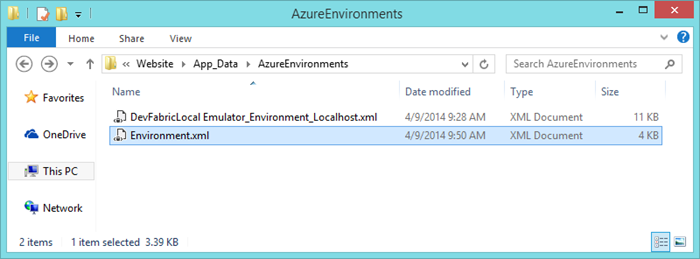 AzureEnvironments
File Home Share View
« Website ▸ App_Data ▸ AzureEnvironments
Search AzureEnvironments
Favorites
OneDrive
This PC
Network
Name Date modified Type Size
DevFabricLocal Emulator_Environment_Localhost.xml 4/9/2014 9:28 AM XML Document 11 KB
Environment.xml 4/9/2014 9:50 AM XML Document 4 KB
2 items 1 item selected 3.39 KB